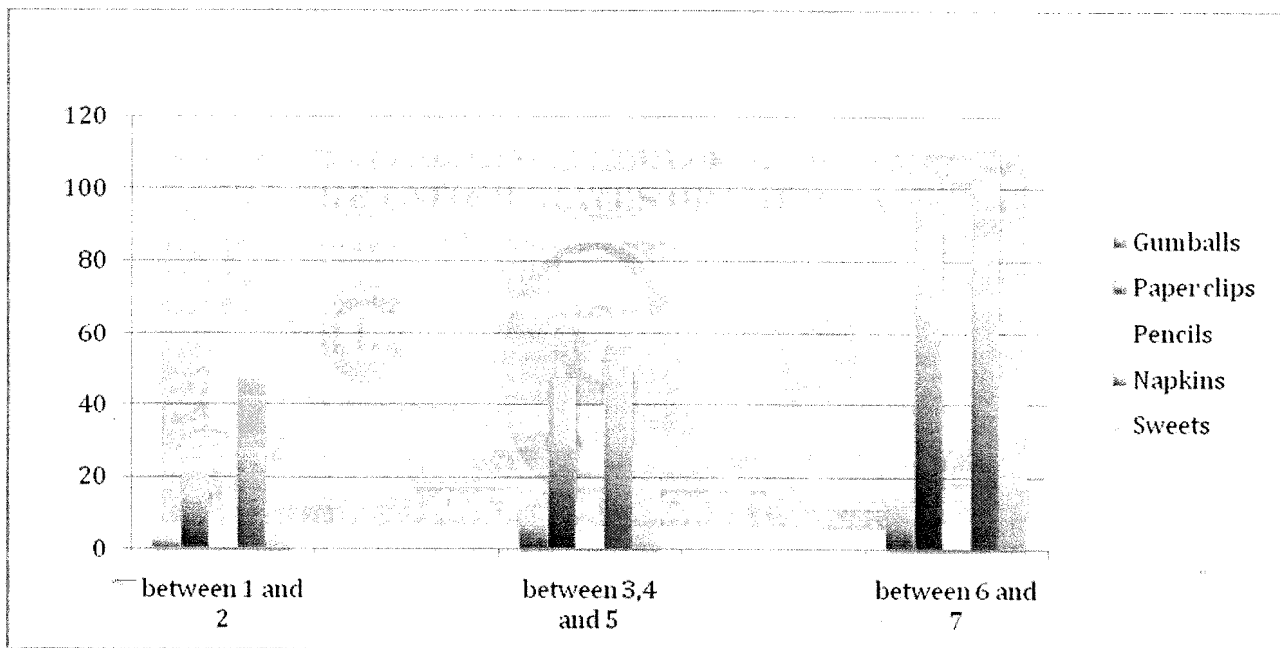 120
100
80
60
40
20
0
between 1 and
2
between 3,4
and 5
between 6 and
7
Gumballs
Paper clips
Pencils
Napkins
Sweets